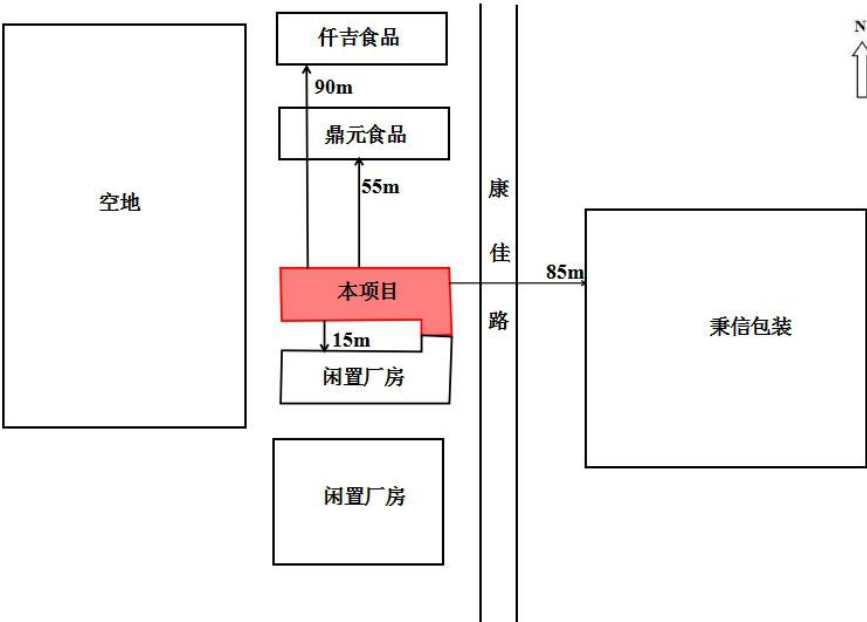 仟吉食品
N
90m
鼎元食品
空地
55m
康
佳
路
85m
本项目
15m
秉信包装
闲置厂房
闲置厂房